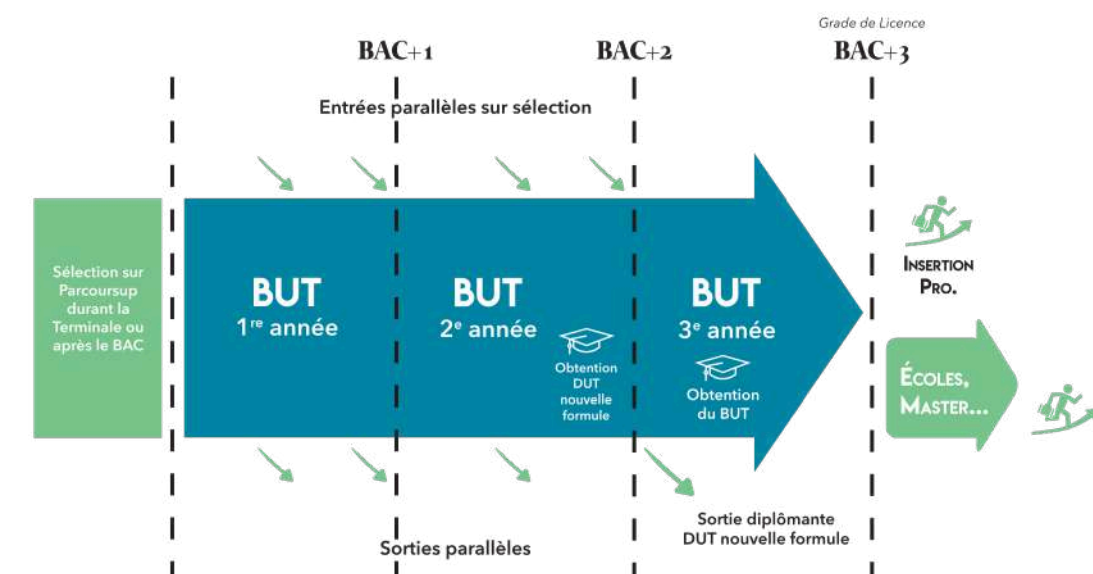 Grade de Licence
BAC+1
BAC+2
BAC+3
Entrées parallèles sur sélection
Sélection sur
Parcoursup
durant la
Terminale ou
après le BAC
BUT
1re année
BUT
2e année
Obtention
DUT
nouvelle
formule
BUT
3e année
Obtention
du BUT
INSERTION
PRO.
ÉCOLES,
MASTER...
Sorties parallèles
Sortie diplômante
DUT nouvelle formule